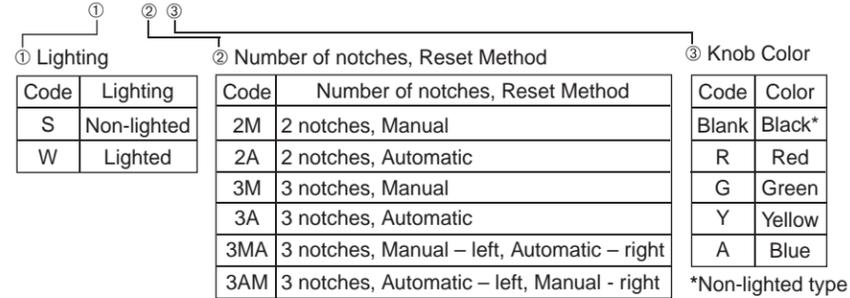 ① ② ③
① Lighting
Code Lighting
S Non-lighted
W Lighted
② Number of notches, Reset Method
Code Number of notches, Reset Method
2M 2 notches, Manual
2A 2 notches, Automatic
3M 3 notches, Manual
3A 3 notches, Automatic
3MA 3 notches, Manual – left, Automatic – right
3AM 3 notches, Automatic – left, Manual - right
③ Knob Color
Code Color
Blank Black*
R Red
G Green
Y Yellow
A Blue
*Non-lighted type